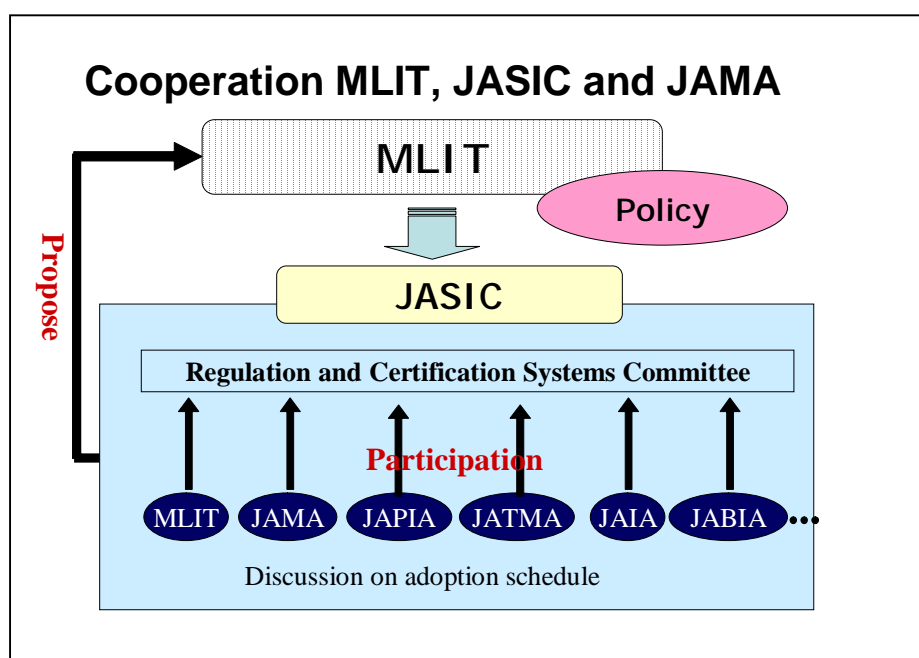 Cooperation MLIT, JASIC and JAMA
MLIT
Policy
Propose
JASIC
Regulation and Certification Systems Committee
Participation
MLIT JAMA JAPIA JATMA JAIA JABIA •••
Discussion on adoption schedule